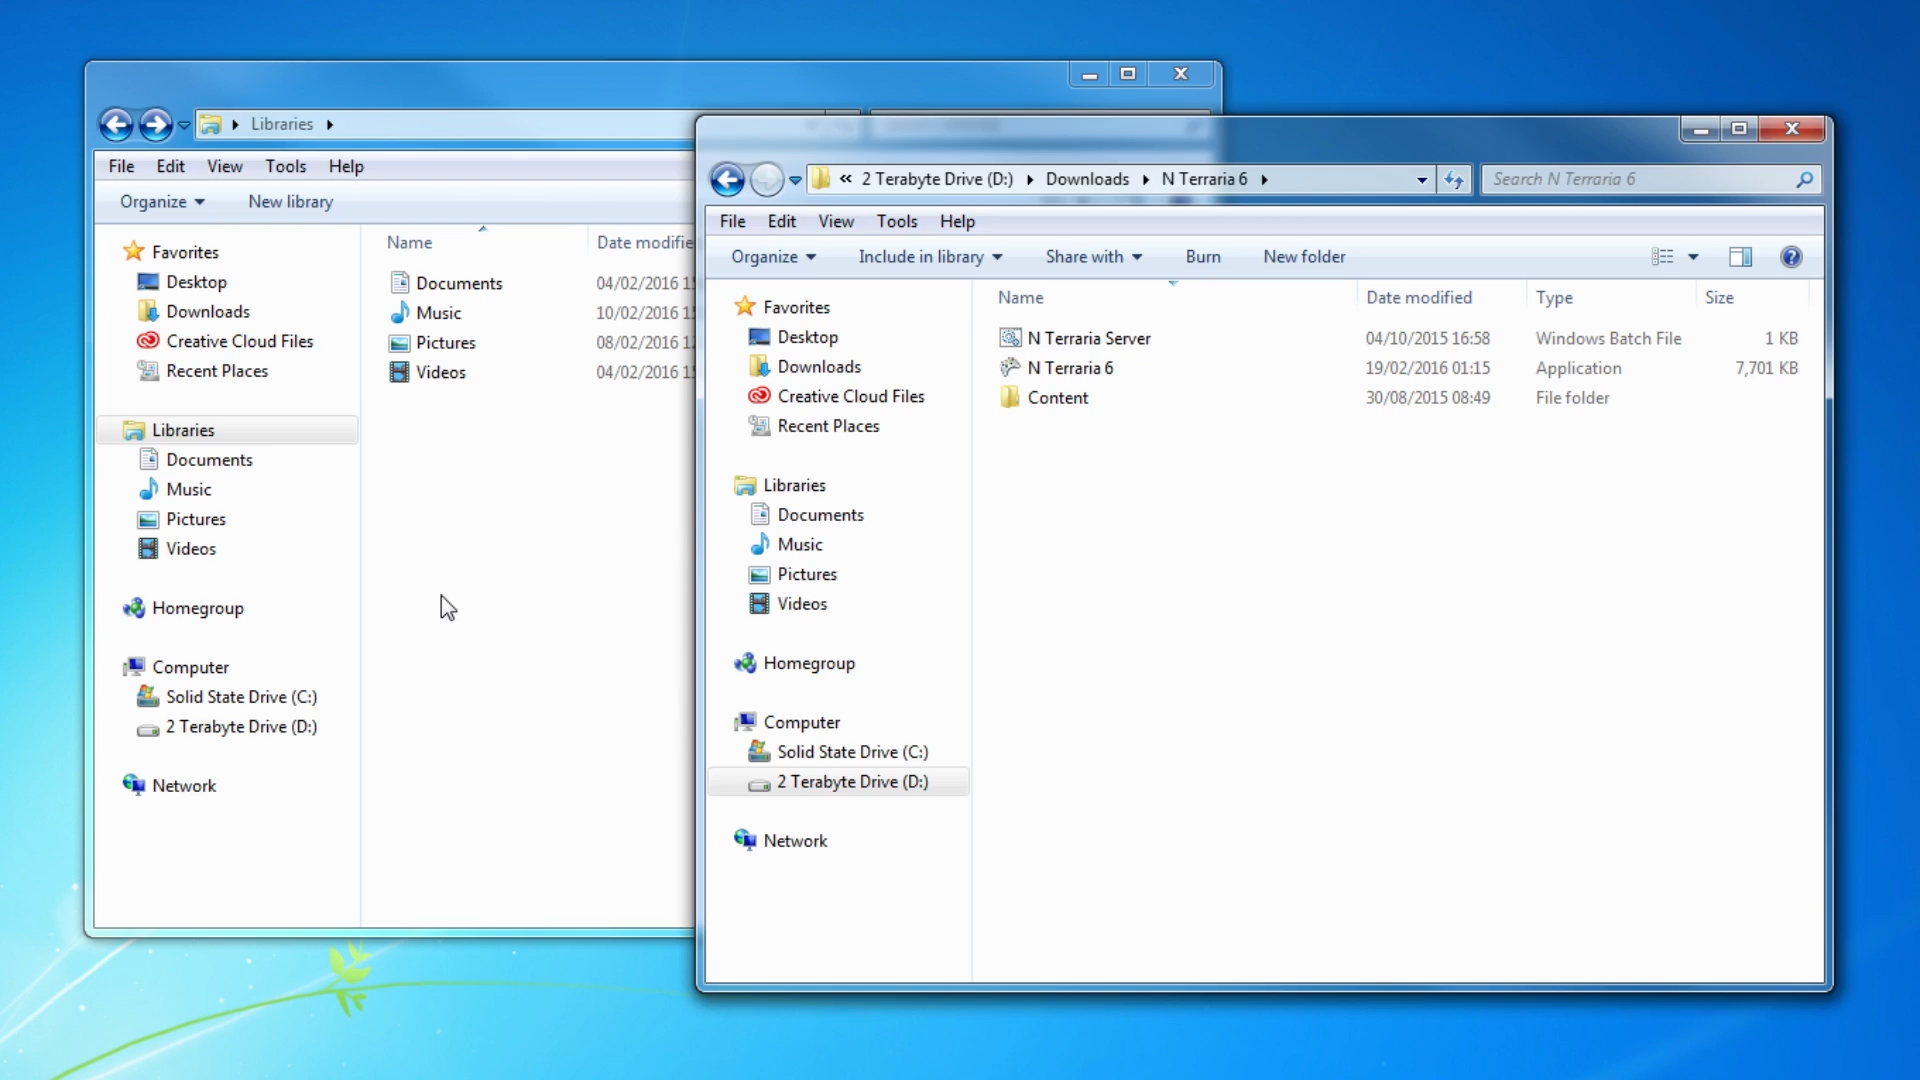 Libraries
File Edit View Tools Help
Organize New library
Favorites
Desktop
Downloads
Creative Cloud Files
Recent Places
Libraries
Documents
Music
Pictures
Videos
Homegroup
Computer
Solid State Drive (C:)
2 Terabyte Drive (D:)
Network
Name Date modifie
Documents 04/02/2016 15
Music 10/02/2016 15
Pictures 08/02/2016 12
Videos 04/02/2016 15
« 2 Terabyte Drive (D:) Downloads N Terraria 6 Search N Terraria 6
File Edit View Tools Help
Organize Include in library Share with Burn New folder
Favorites
Desktop
Downloads
Creative Cloud Files
Recent Places
Libraries
Documents
Music
Pictures
Videos
Homegroup
Computer
Solid State Drive (C:)
2 Terabyte Drive (D:)
Network
Name Date modified Type Size
N Terraria Server 04/10/2015 16:58 Windows Batch File 1 KB
N Terraria 6 19/02/2016 01:15 Application 7,701 KB
Content 30/08/2015 08:49 File folder